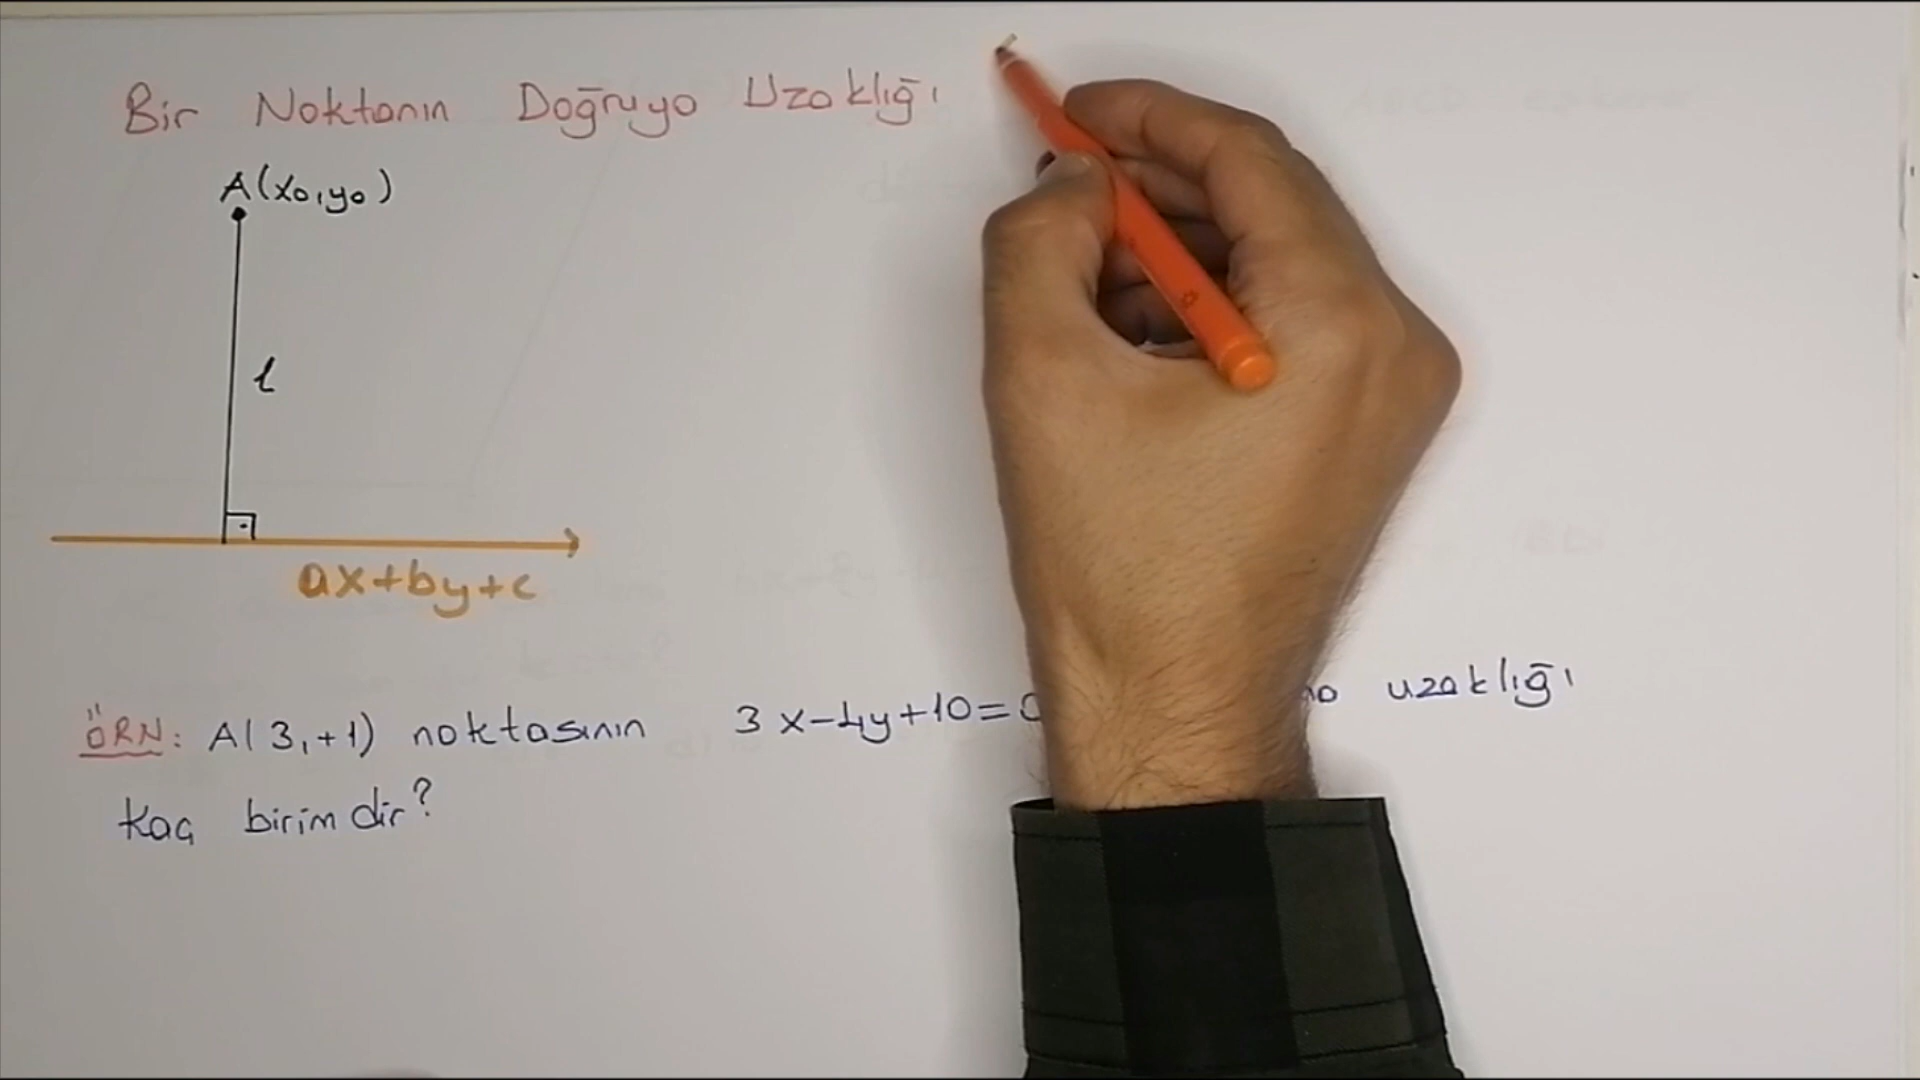 Bir Noktanın Doğruya Uzaklığı
A(x₀,y₀)
l
ax+by+c
ÖRN: A(3,+1) noktasının 3x-4y+10= uzaklığı
Kaç birimdir?